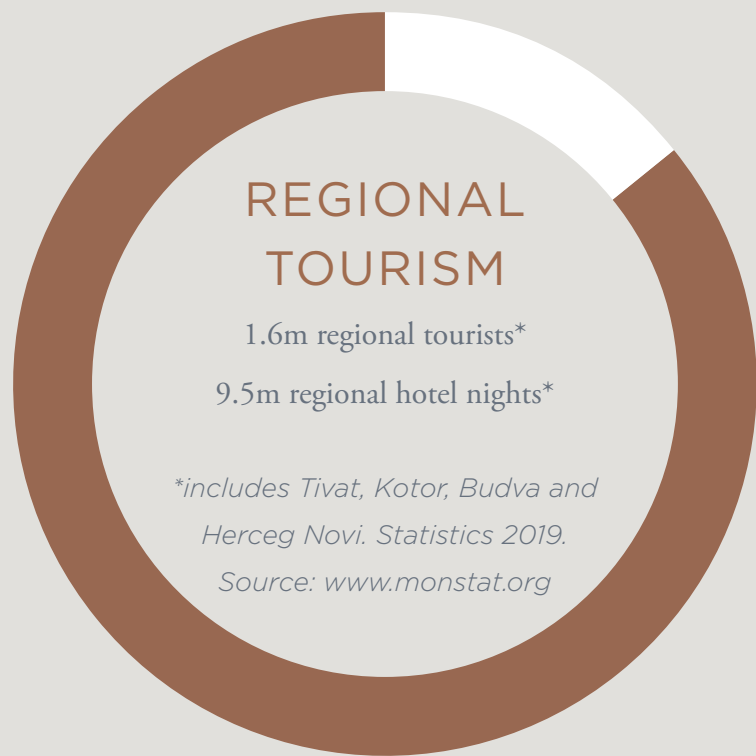 REGIONAL
TOURISM
1.6m regional tourists*
9.5m regional hotel nights*
*includes Tivat, Kotor, Budva and
Herceg Novi. Statistics 2019.
Source: www.monstat.org